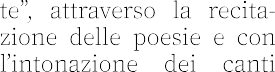 te”, attraverso la recita-
zione delle poesie e con
l’intonazione dei canti